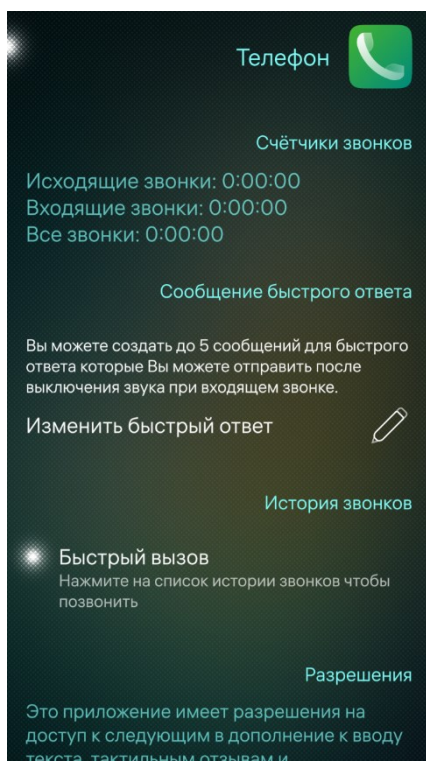 Телефон
Счётчики звонков
Исходящие звонки: 0:00:00
Входящие звонки: 0:00:00
Все звонки: 0:00:00
Сообщение быстрого ответа
Вы можете создать до 5 сообщений для быстрого
ответа которые Вы можете отправить после
выключения звука при входящем звонке.
Изменить быстрый ответ
История звонков
Быстрый вызов
Нажмите на список истории звонков чтобы
позвонить
Разрешения
Это приложение имеет разрешения на
доступ к следующим в дополнение к вводу
текста, тактильным отзывам и